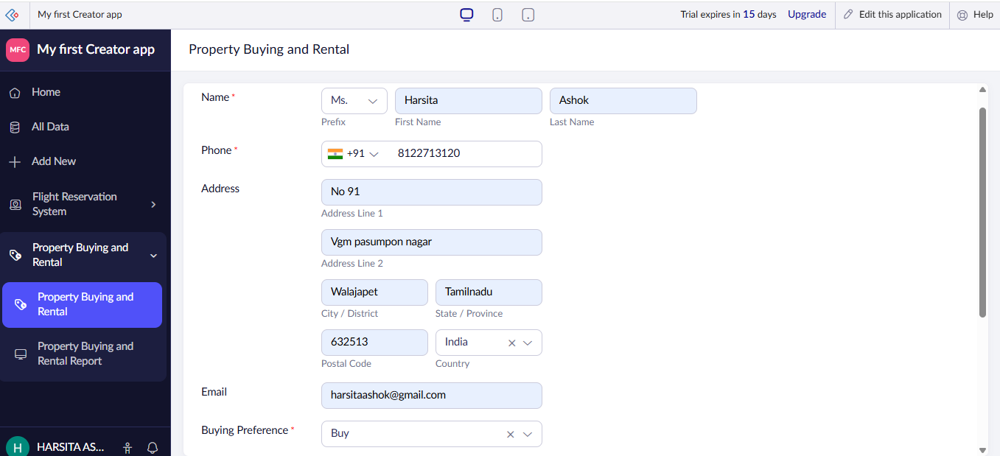 My first Creator app
Trial expires in 15 days Upgrade Edit this application Help
MFC My first Creator app
Home
All Data
Add New
Flight Reservation
System
Property Buying and
Rental
Property Buying and
Rental
Property Buying and
Rental Report
H HARSITA AS...
Property Buying and Rental
Name *
Ms. Harsita Ashok
Prefix First Name Last Name
Phone *
+91 8122713120
Address
No 91
Address Line 1
Vgm pasumpon nagar
Address Line 2
Walajapet Tamilnadu
City / District State / Province
632513 India
Postal Code Country
Email
harsitaashok@gmail.com
Buying Preference *
Buy